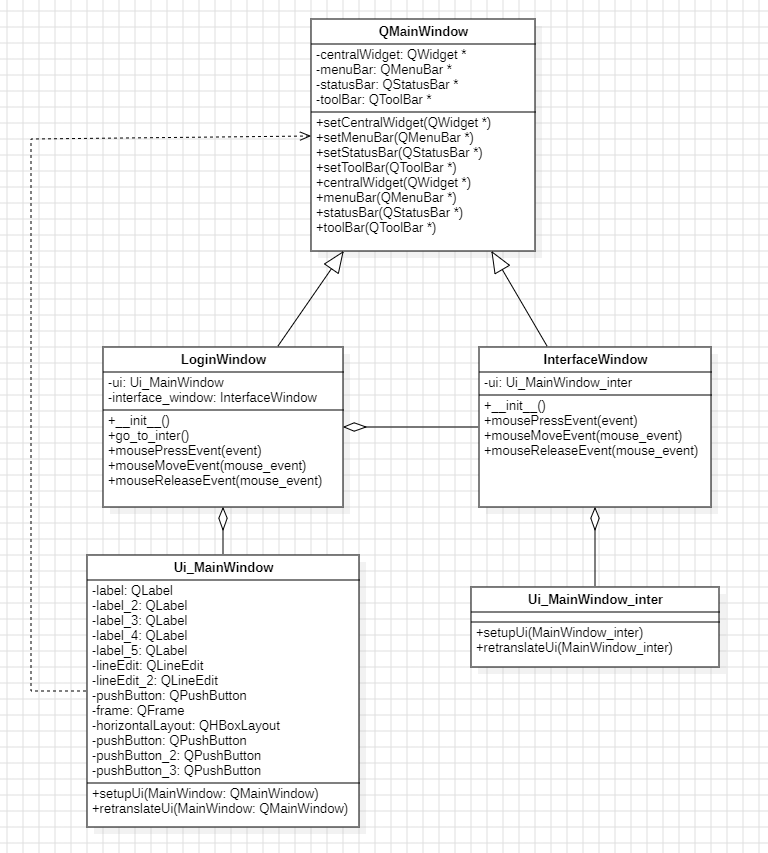 QMainWindow
-centralWidget: QWidget *
-menuBar: QMenuBar *
-statusBar: QStatusBar *
-toolBar: QToolBar *
+setCentralWidget(QWidget *)
+setMenuBar(QMenuBar *)
+setStatusBar(QStatusBar *)
+setToolBar(QToolBar *)
+centralWidget(QWidget *)
+menuBar(QMenuBar *)
+statusBar(QStatusBar *)
+toolBar(QToolBar *)
LoginWindow
-ui: Ui_MainWindow
-interface_window: InterfaceWindow
+__init__()
+go_to_inter()
+mousePressEvent(event)
+mouseMoveEvent(mouse_event)
+mouseReleaseEvent(mouse_event)
InterfaceWindow
-ui: Ui_MainWindow_inter
+__init__()
+mousePressEvent(event)
+mouseMoveEvent(mouse_event)
+mouseReleaseEvent(mouse_event)
Ui_MainWindow
-label: QLabel
-label_2: QLabel
-label_3: QLabel
-label_4: QLabel
-label_5: QLabel
-lineEdit: QLineEdit
-lineEdit_2: QLineEdit
-pushButton: QPushButton
-frame: QFrame
-horizontalLayout: QHBoxLayout
-pushButton: QPushButton
-pushButton_2: QPushButton
-pushButton_3: QPushButton
+setupUi(MainWindow: QMainWindow)
+retranslateUi(MainWindow: QMainWindow)
Ui_MainWindow_inter
+setupUi(MainWindow_inter)
+retranslateUi(MainWindow_inter)